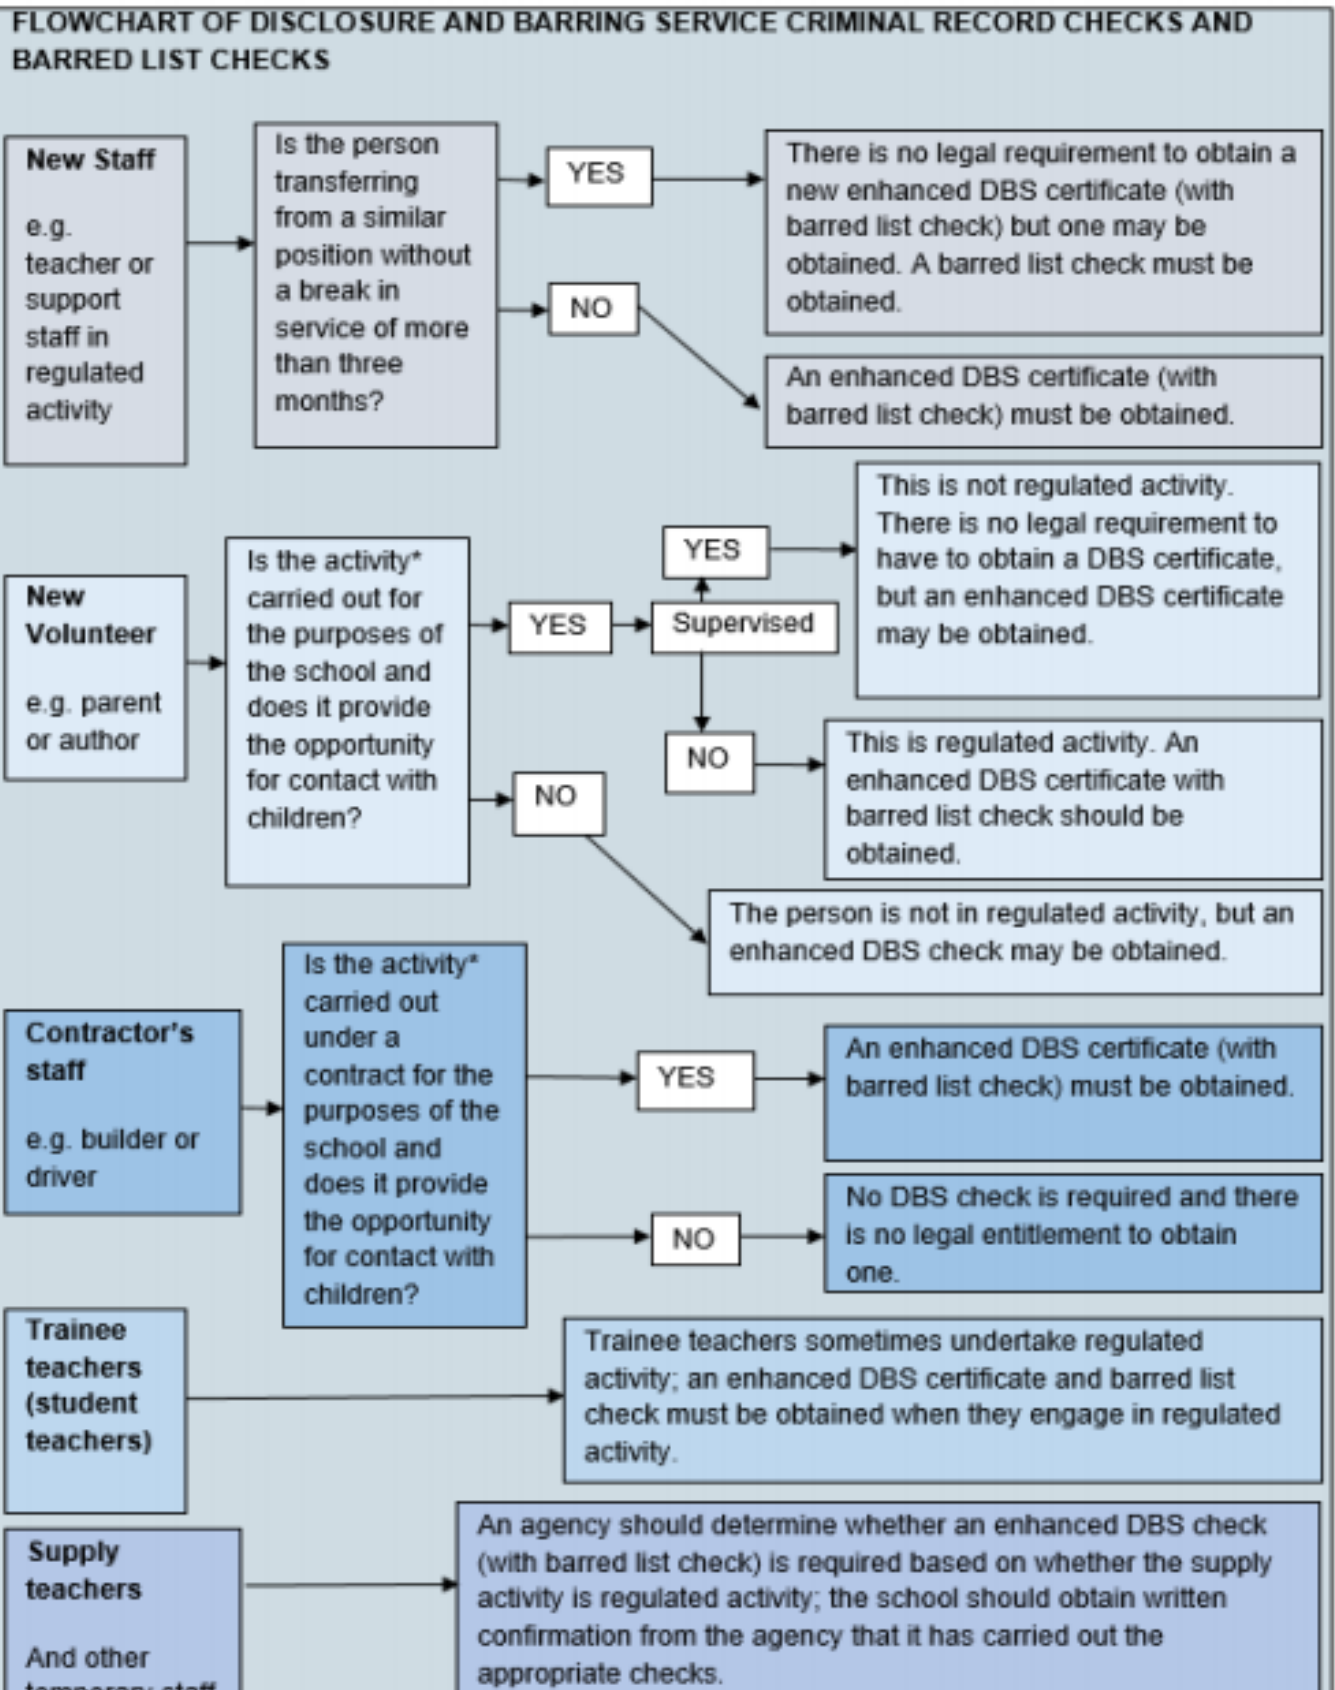 FLOWCHART OF DISCLOSURE AND BARRING SERVICE CRIMINAL RECORD CHECKS AND
BARRED LIST CHECKS
New Staff
e.g.
teacher or
support
staff in
regulated
activity
Is the person
transferring
from a similar
position without
a break in
service of more
than three
months?
YES
NO
There is no legal requirement to obtain a
new enhanced DBS certificate (with
barred list check) but one may be
obtained. A barred list check must be
obtained.
An enhanced DBS certificate (with
barred list check) must be obtained.
New
Volunteer
e.g. parent
or author
Is the activity*
carried out for
the purposes of
the school and
does it provide
the opportunity
for contact with
children?
YES
NO
Supervised
YES
NO
This is not regulated activity.
There is no legal requirement to
have to obtain a DBS certificate,
but an enhanced DBS certificate
may be obtained.
This is regulated activity. An
enhanced DBS certificate with
barred list check should be
obtained.
The person is not in regulated activity, but an
enhanced DBS check may be obtained.
Contractor's
staff
e.g. builder or
driver
Is the activity*
carried out
under a
contract for the
purposes of the
school and
does it provide
the opportunity
for contact with
children?
YES
NO
An enhanced DBS certificate (with
barred list check) must be obtained.
No DBS check is required and there
is no legal entitlement to obtain
one.
Trainee
teachers
(student
teachers)
Trainee teachers sometimes undertake regulated
activity; an enhanced DBS certificate and barred list
check must be obtained when they engage in regulated
activity.
Supply
teachers
And other
temporary staff
An agency should determine whether an enhanced DBS check
(with barred list check) is required based on whether the supply
activity is regulated activity; the school should obtain written
confirmation from the agency that it has carried out the
appropriate checks.